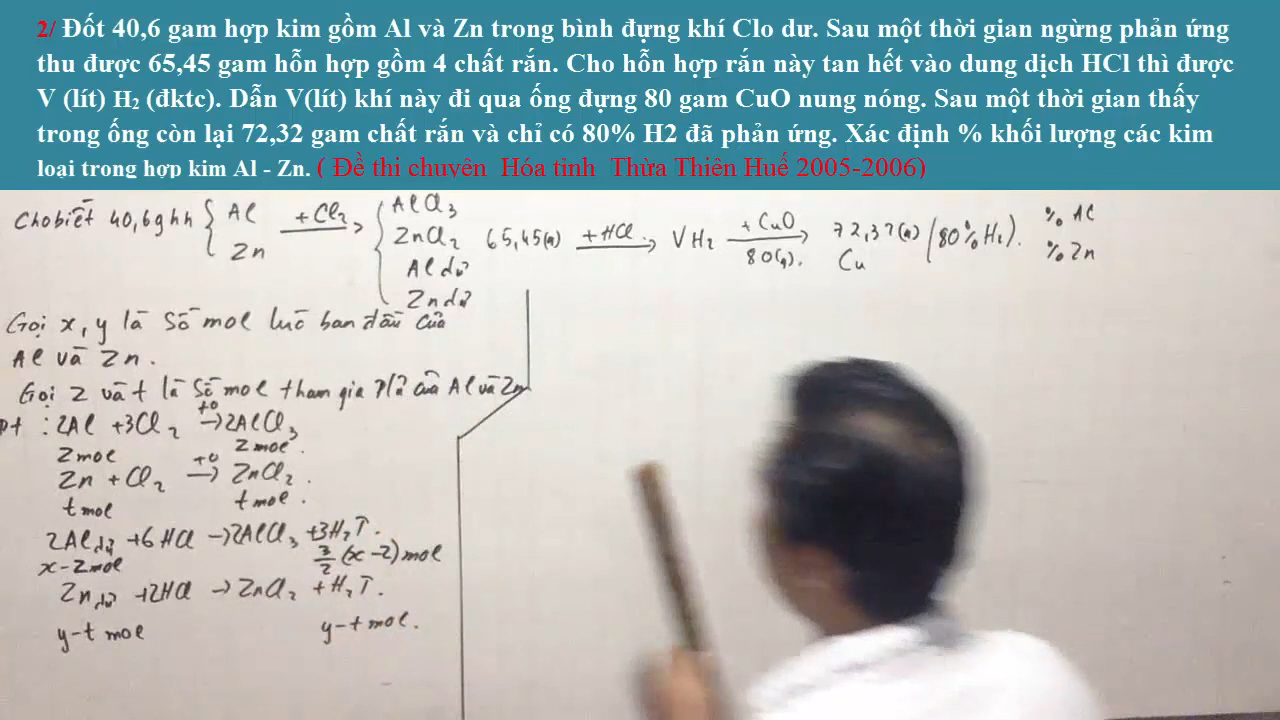 2/ Đốt 40,6 gam hợp kim gồm Al và Zn trong bình đựng khí Clo dư. Sau một thời gian ngừng phản ứng
thu được 65,45 gam hỗn hợp gồm 4 chất rắn. Cho hỗn hợp rắn này tan hết vào dung dịch HCl thì được
V (lít) H₂ (đktc). Dẫn V(lít) khí này đi qua ống đựng 80 gam CuO nung nóng. Sau một thời gian thấy
trong ống còn lại 72,32 gam chất rắn và chỉ có 80% H2 đã phản ứng. Xác định % khối lượng các kim
loại trong hợp kim Al - Zn. ( Đề thi chuyên Hóa tỉnh Thừa Thiên Huế 2005-2006)
Cho biết 40,6g hh { Al +Cl₂ → { AlCl₃
Zn ZnCl₂ 65,45(g) +HCl → V H₂ +CuO → 72,32(g) (80% H₂). % Al
Al dư 80(g). Cu % Zn
Zn dư
Gọi x, y là số mol lúc ban đầu của
Al và Zn.
Gọi z và t là số mol tham gia của Al và Zn
pt : 2Al + 3Cl₂ →t° 2AlCl₃
z mol z mol.
Zn + Cl₂ →t° ZnCl₂.
t mol t mol.
2Al dư + 6HCl → 2AlCl₃ + 3H₂↑.
x-z mol 3/2 (x-z) mol
Zn dư + 2HCl → ZnCl₂ + H₂↑.
y-t mol y-t mol.